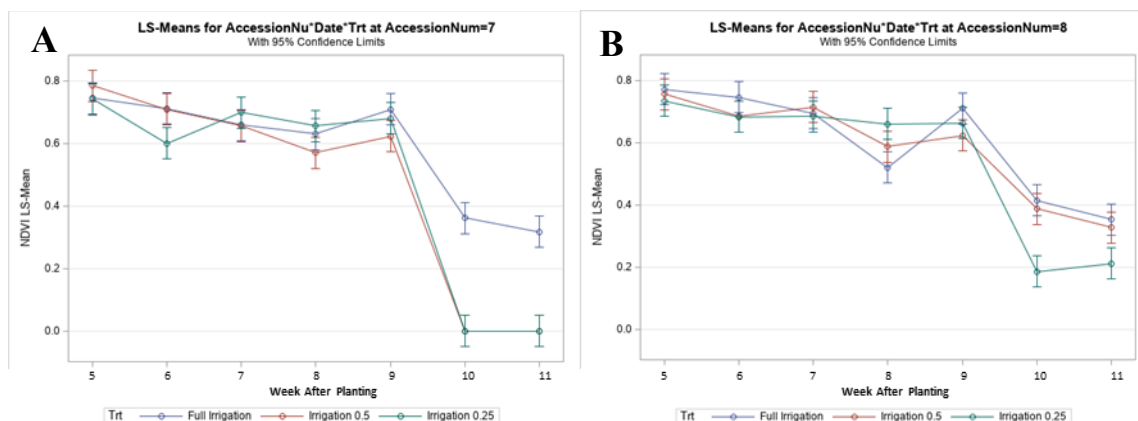 A
LS-Means for AccessionNu*Date*Trt at AccessionNum=7
With 95% Confidence Limits
NDVI LS-Mean
0.8
0.6
0.4
0.2
0.0
5 6 7 8 9 10 11
Week After Planting
Trt Full Irrigation Irrigation 0.5 Irrigation 0.25
B
LS-Means for AccessionNu*Date*Trt at AccessionNum=8
With 95% Confidence Limits
NDVI LS-Mean
0.8
0.6
0.4
0.2
0.0
5 6 7 8 9 10 11
Week After Planting
Trt Full Irrigation Irrigation 0.5 Irrigation 0.25